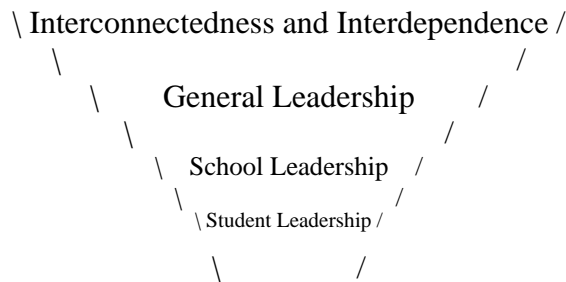 \ Interconnectedness and Interdependence /
\ /
\ General Leadership /
\ /
\ School Leadership /
\ /
\ Student Leadership /
\ /